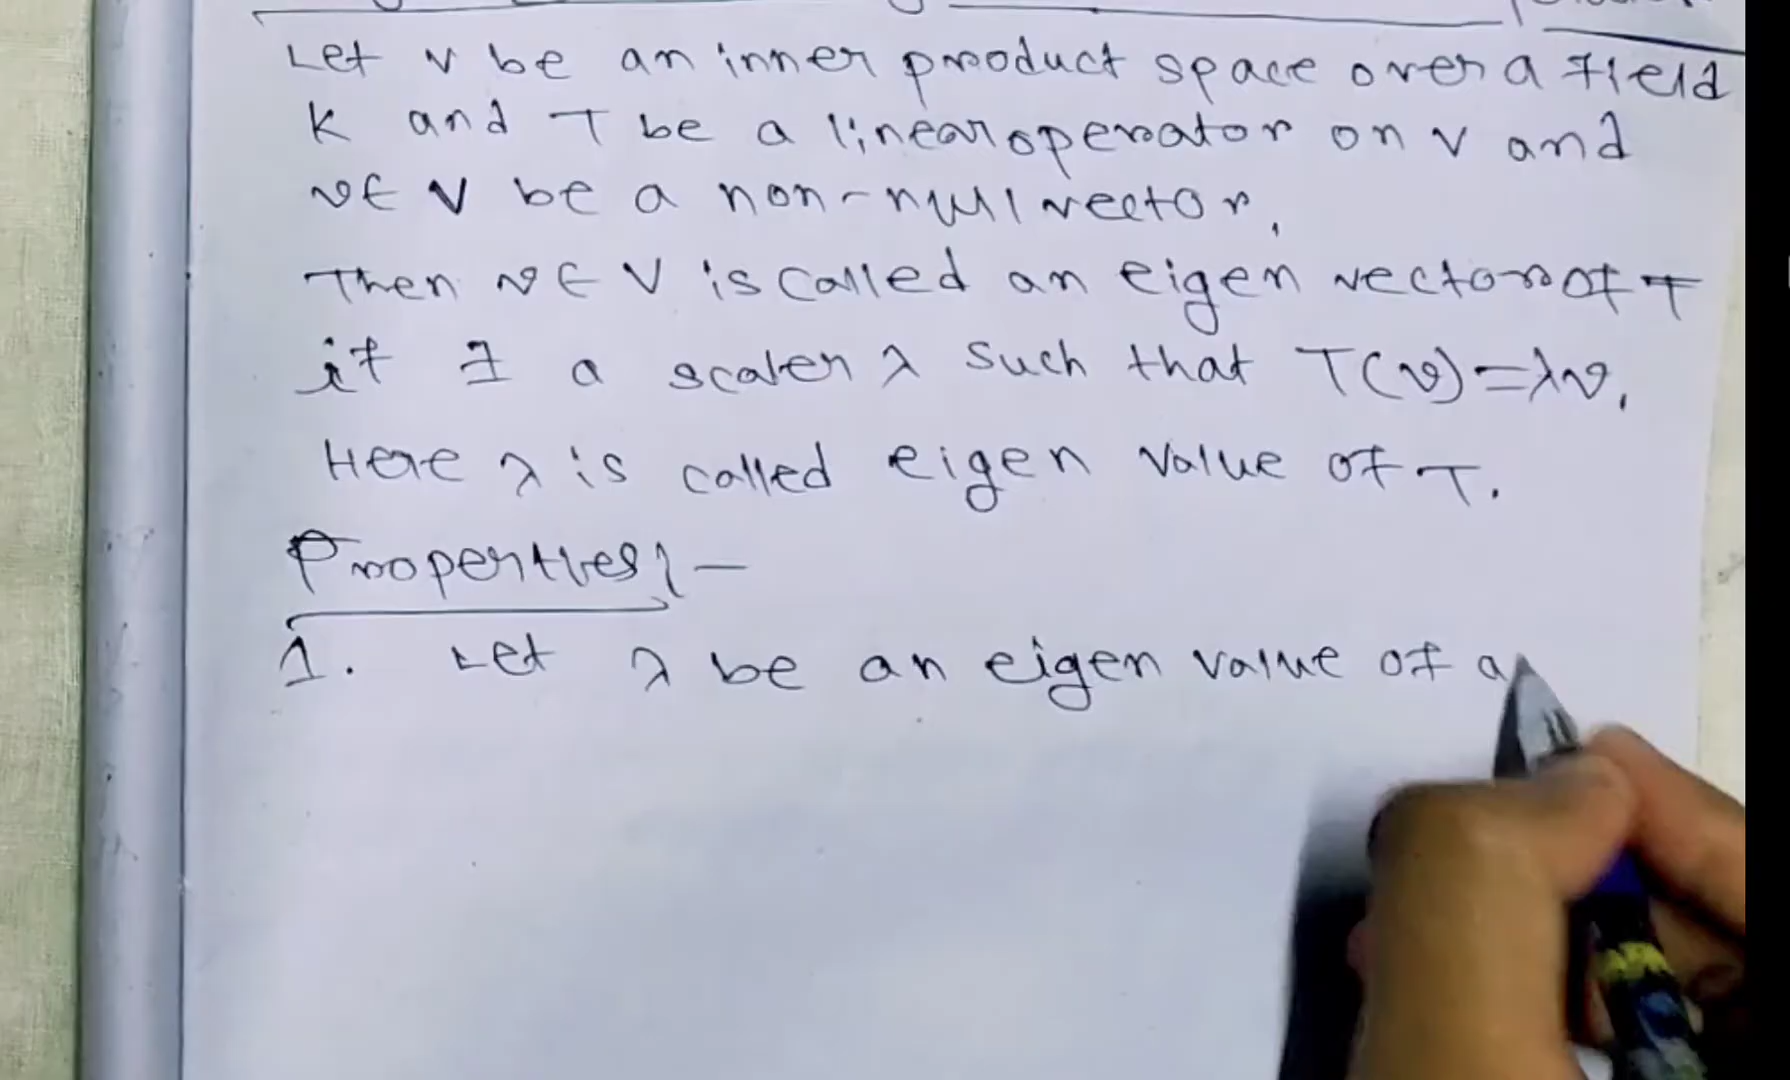 Let v be an inner product space over a field
K and T be a linear operator on V and
v ∈ V be a non-null vector.
Then v ∈ V is called an eigen vector of T
if ∃ a scaler λ such that T(v) = λv.
Here λ is called eigen value of T.
Properties:-
1. Let λ be an eigen value of a